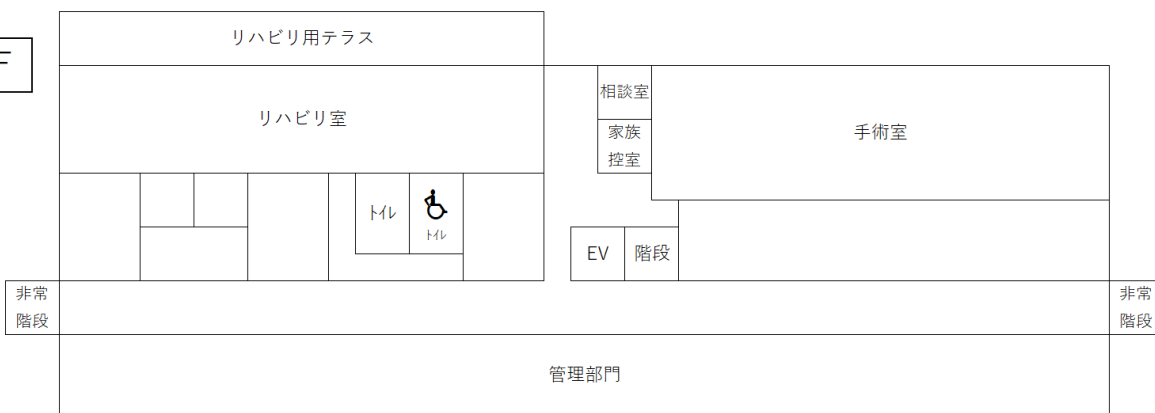 リハビリ用テラス
F
リハビリ室
相談室
家族
控室
手術室
トイレ
トイレ
EV
階段
非常
階段
非常
階段
管理部門